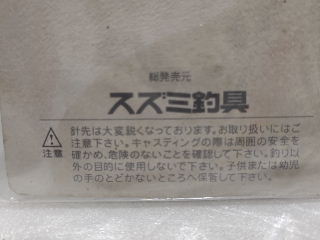 総発売元
スズミ釣具
針先は大変鋭くなっております。お取り扱いにはご
注意下さい。キャスティングの際は周囲の安全を
確かめ、危険のないことを確認して下さい。釣り以
外の目的に使用しないで下さい。子供または幼児
の手のとどかないところへ保管して下さい。
注意